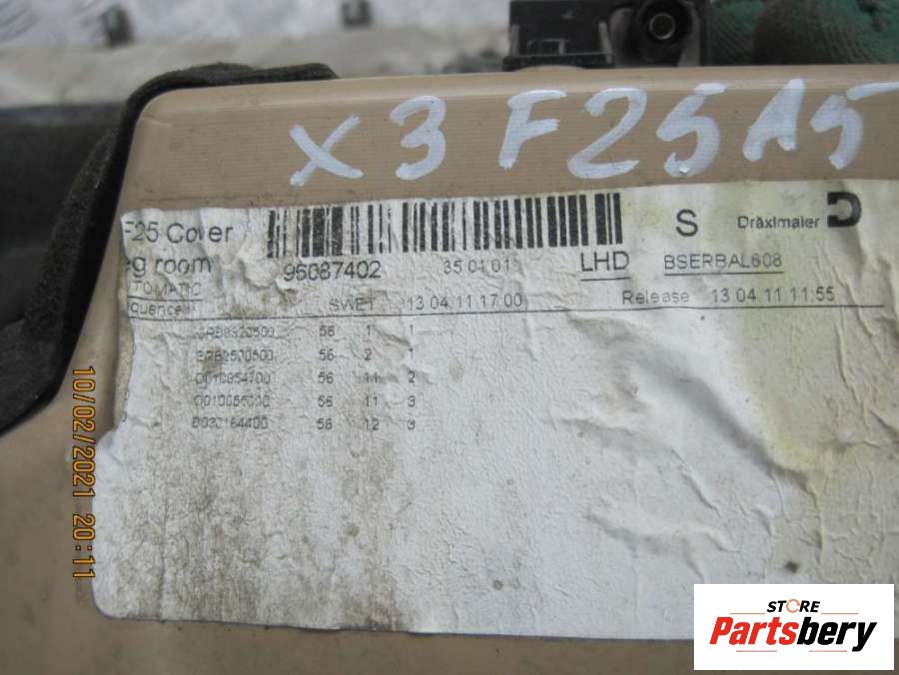 X3 F25 A5
F25 Cover
leg room
96087402
35 01 01
LHD
S
Dräxlmaier
D
BSERBAL608
SWET 13 04 11 17 00
Release 13 04 11 11.55
56 1 1
56 2 1
56 11 2
56 11 3
56 12 3
10/02/2021 20:11
STORE
Partsbery